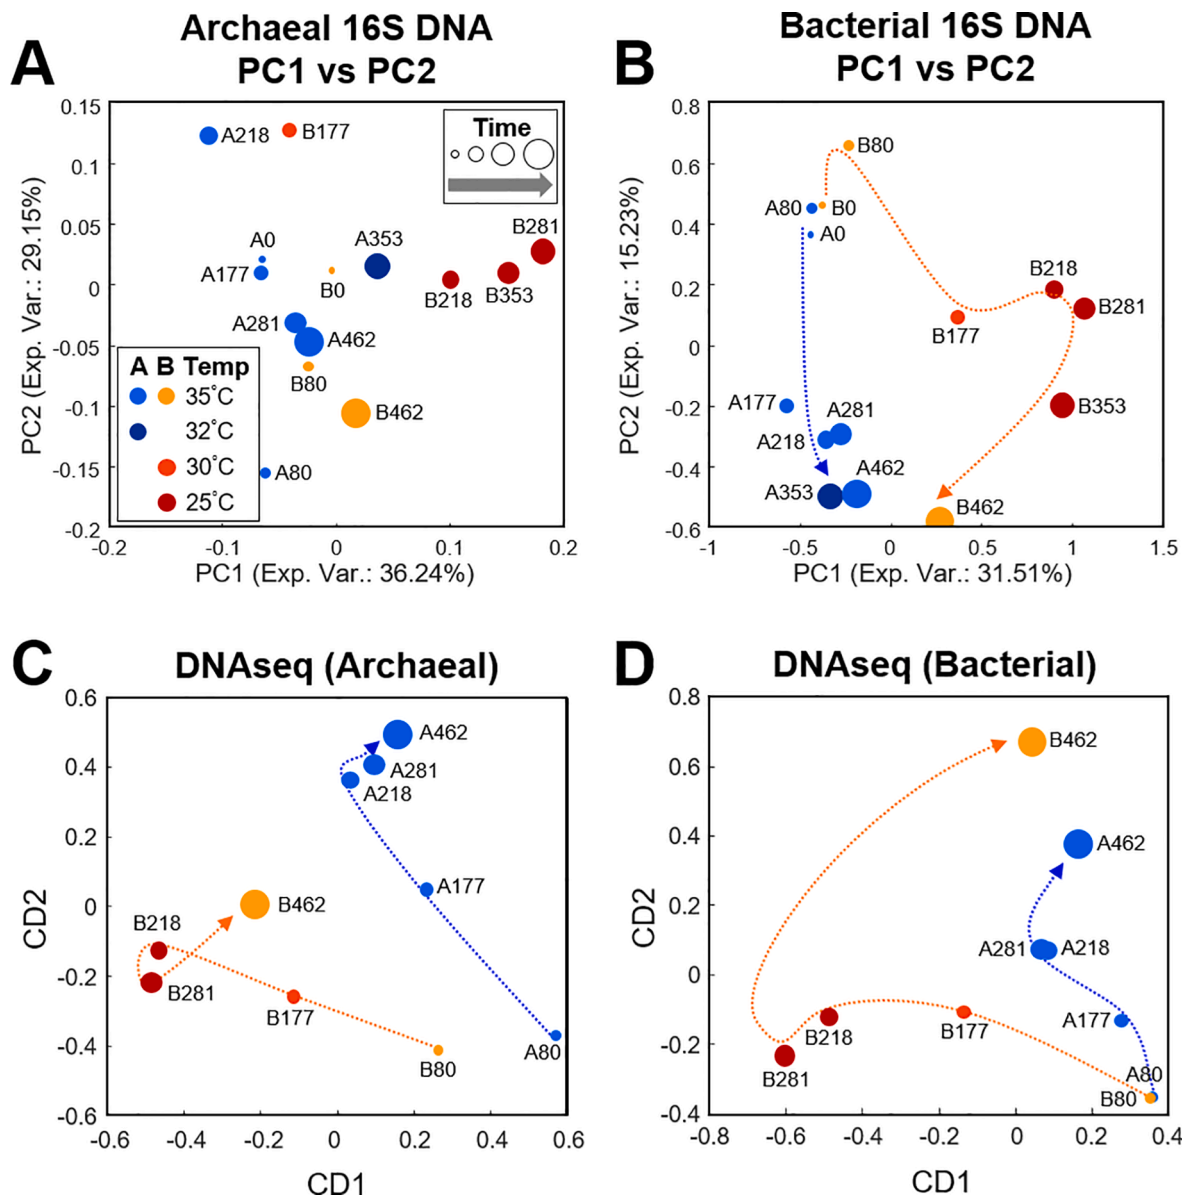 A
Archaeal 16S DNA
PC1 vs PC2
PC2 (Exp. Var.: 29.15%)
0.15
0.1
0.05
0
-0.05
-0.1
-0.15
-0.2
-0.2
-0.1
0
0.1
0.2
PC1 (Exp. Var.: 36.24%)
Time
A218
B177
A0
A177
B0
A353
B218
B353
B281
A281
A462
B80
B462
A80
A B Temp
35°C
32°C
30°C
25°C
B
Bacterial 16S DNA
PC1 vs PC2
PC2 (Exp. Var.: 15.23%)
0.8
0.6
0.4
0.2
0
-0.2
-0.4
-0.6
-1
-0.5
0
0.5
1
1.5
PC1 (Exp. Var.: 31.51%)
B80
A80
B0
A0
B218
B281
B177
A177
A281
A218
B353
A462
A353
B462
C
DNAseq (Archaeal)
CD2
0.6
0.4
0.2
0
-0.2
-0.4
-0.6
-0.6
-0.4
-0.2
0
0.2
0.4
0.6
CD1
A462
A281
A218
A177
B462
B218
B281
B177
A80
B80
D
DNAseq (Bacterial)
CD2
0.8
0.6
0.4
0.2
0
-0.2
-0.4
-0.8
-0.6
-0.4
-0.2
0
0.2
0.4
CD1
B462
A462
A281
A218
A177
B177
B218
B281
A80
B80